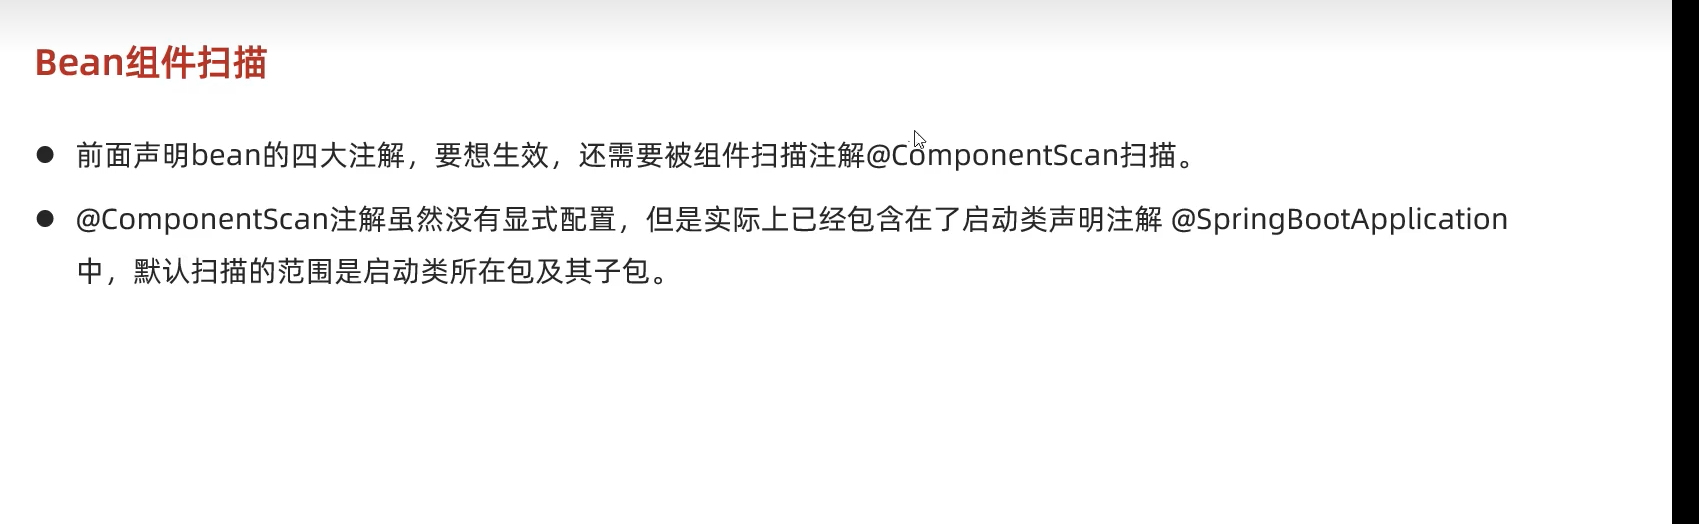 Bean组件扫描
● 前面声明bean的四大注解，要想生效，还需要被组件扫描注解@ComponentScan扫描。
● @ComponentScan注解虽然没有显式配置，但是实际上已经包含在了启动类声明注解 @SpringBootApplication
中，默认扫描的范围是启动类所在包及其子包。